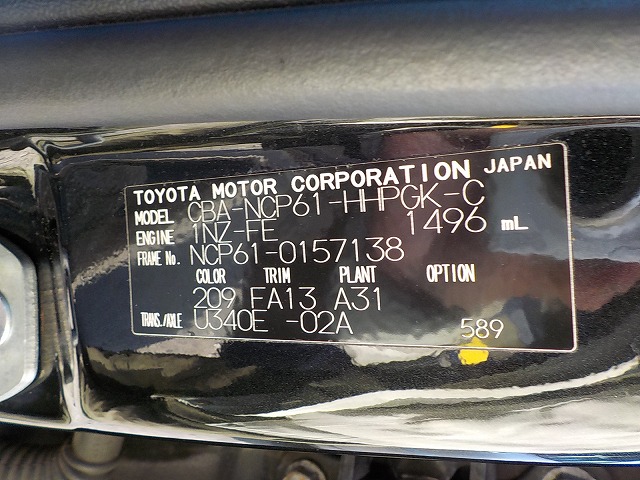 TOYOTA MOTOR CORPORATION JAPAN
MODEL CBA-NCP61-HHPGK-C
ENGINE 1NZ-FE 1496 mL
FRAME No. NCP61-0157138
COLOR TRIM PLANT OPTION
209 FA13 A31
TRANS./AXLE U340E -02A
589